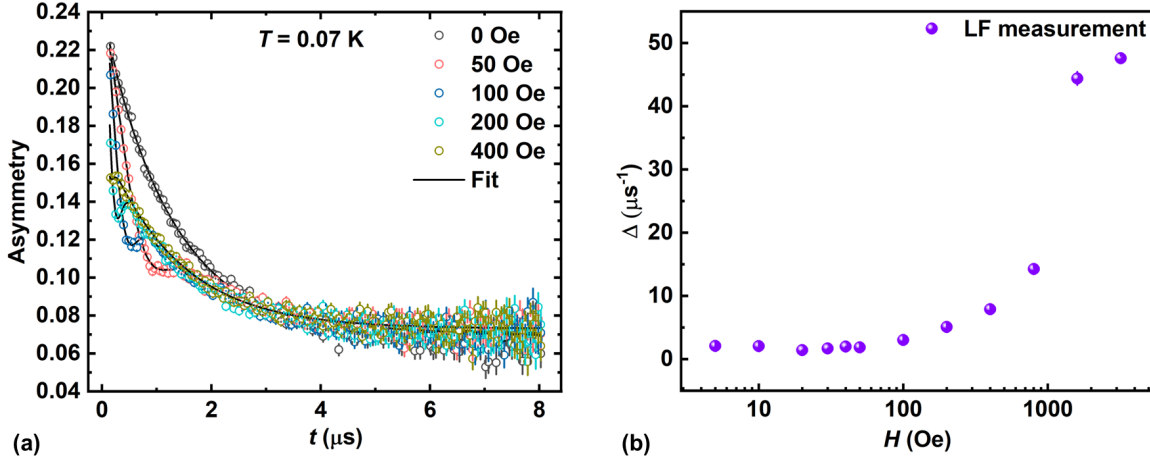 0.24
0.22
0.20
0.18
0.16
0.14
0.12
0.10
0.08
0.06
0.04
Asymmetry
T = 0.07 K
0 Oe
50 Oe
100 Oe
200 Oe
400 Oe
Fit
0
2
4
6
8
t (μs)
(a)
50
40
30
20
10
0
Δ (μs⁻¹)
LF measurement
10
100
1000
H (Oe)
(b)